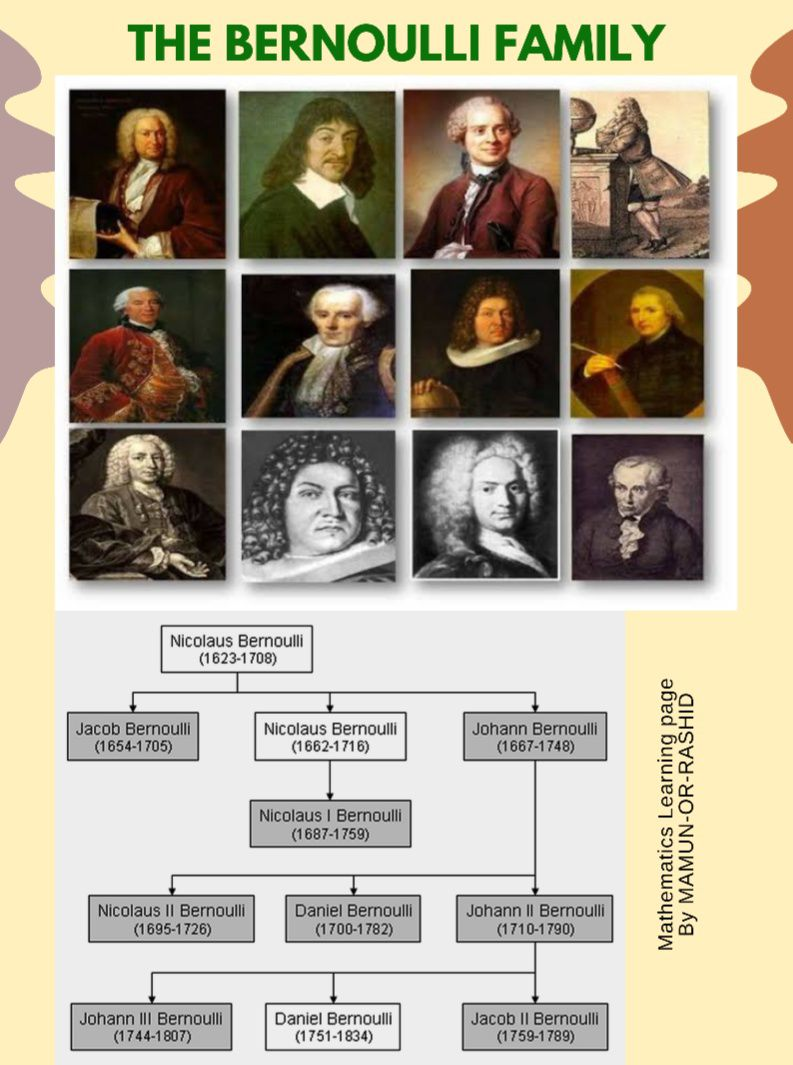 THE BERNOULLI FAMILY
Nicolaus Bernoulli
(1623-1708)
Jacob Bernoulli
(1654-1705)
Nicolaus Bernoulli
(1662-1716)
Johann Bernoulli
(1667-1748)
Nicolaus I Bernoulli
(1687-1759)
Nicolaus II Bernoulli
(1695-1726)
Daniel Bernoulli
(1700-1782)
Johann II Bernoulli
(1710-1790)
Johann III Bernoulli
(1744-1807)
Daniel Bernoulli
(1751-1834)
Jacob II Bernoulli
(1759-1789)
Mathematics Learning page
By MAMUN-OR-RASHID